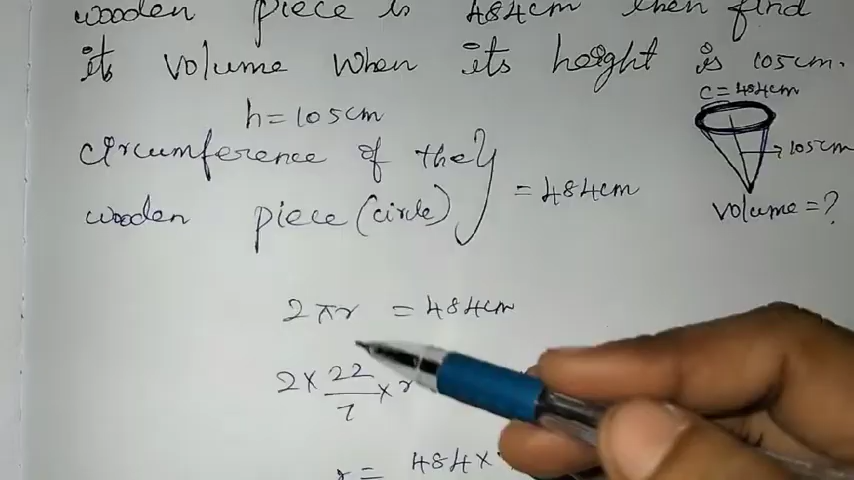 wooden piece is 484cm then find
its volume when its height is 105cm.
h=105cm
C=484cm
105cm
volume=?
circumference of the
wooden piece(circle)
=484cm
2πr =484cm
2×22/7×r
r= 484×